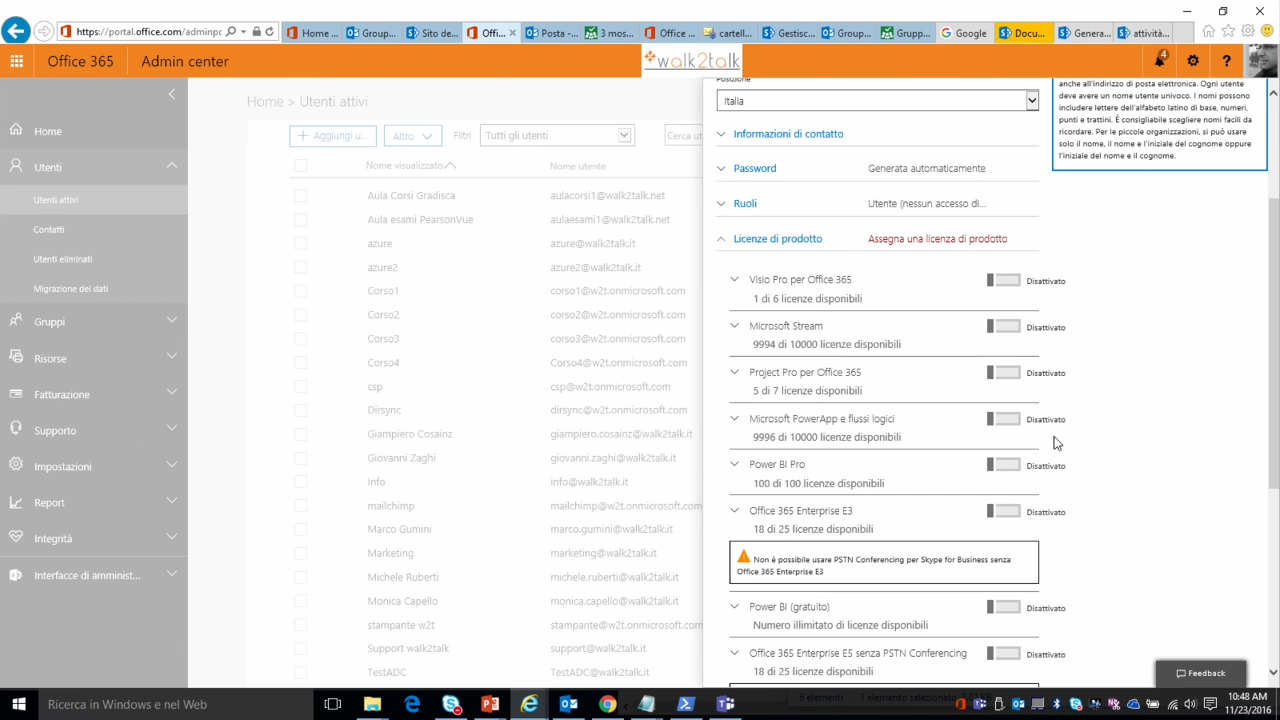 https://portal.office.com/adminpo
Home ...
Group...
Sito de...
Offi...
Posta - ...
3 mos...
Office ...
cartell...
Gestisc...
Group...
Grupp...
Google
Docu...
Genera...
attività...
Office 365
Admin center
walk2talk
4
Home
Utenti
Utenti attivi
Contatti
Utenti eliminati
Migrazione dei dati
Gruppi
Risorse
Fatturazione
Supporto
Impostazioni
Report
Integrità
Interfacce di amminist...
Home > Utenti attivi
Aggiungi u...
Altro
Filtri
Tutti gli utenti
Cerca ut
Nome visualizzato
Nome utente
Aula Corsi Gradisca aulacorsi1@walk2talk.net
Aula esami PearsonVue aulaesami1@walk2talk.net
azure azure@walk2talk.it
azure2 azure2@walk2talk.it
Corso1 corso1@w2t.onmicrosoft.com
Corso2 corso2@w2t.onmicrosoft.com
Corso3 corso3@w2t.onmicrosoft.com
Corso4 Corso4@w2t.onmicrosoft.com
csp csp@w2t.onmicrosoft.com
Dirsync dirsync@w2t.onmicrosoft.com
Giampiero Cosainz giampiero.cosainz@walk2talk.it
Giovanni Zaghi giovanni.zaghi@walk2talk.it
Info info@walk2talk.it
mailchimp mailchimp@w2t.onmicrosoft.com
Marco Gumini marco.gumini@walk2talk.it
Marketing marketing@walk2talk.it
Michele Ruberti michele.ruberti@walk2talk.it
Monica Capello monica.capello@walk2talk.it
stampante w2t stampante@w2t.onmicrosoft.com
Support walk2talk support@walk2talk.it
TestADC TestADC@w2t.onmicrosoft.com
6 elementi 1 elemento selezionato
Posizione
Italia
Informazioni di contatto
Password Generata automaticamente
Ruoli Utente (nessun accesso di...
Licenze di prodotto Assegna una licenza di prodotto
Visio Pro per Office 365 Disattivato
1 di 6 licenze disponibili
Microsoft Stream Disattivato
9994 di 10000 licenze disponibili
Project Pro per Office 365 Disattivato
5 di 7 licenze disponibili
Microsoft PowerApp e flussi logici Disattivato
9996 di 10000 licenze disponibili
Power BI Pro Disattivato
100 di 100 licenze disponibili
Office 365 Enterprise E3 Disattivato
18 di 25 licenze disponibili
Non è possibile usare PSTN Conferencing per Skype for Business senza
Office 365 Enterprise E3
Power BI (gratuito) Disattivato
Numero illimitato di licenze disponibili
Office 365 Enterprise E5 senza PSTN Conferencing Disattivato
18 di 25 licenze disponibili
anche all'indirizzo di posta elettronica. Ogni utente
deve avere un nome utente univoco. I nomi possono
includere lettere dell'alfabeto latino di base, numeri,
punti e trattini. È consigliabile scegliere nomi facili da
ricordare. Per le piccole organizzazioni, si può usare
solo il nome, il nome e l'iniziale del cognome oppure
l'iniziale del nome e il cognome.
Feedback
Ricerca in Windows e nel Web
10:48 AM
11/23/2016